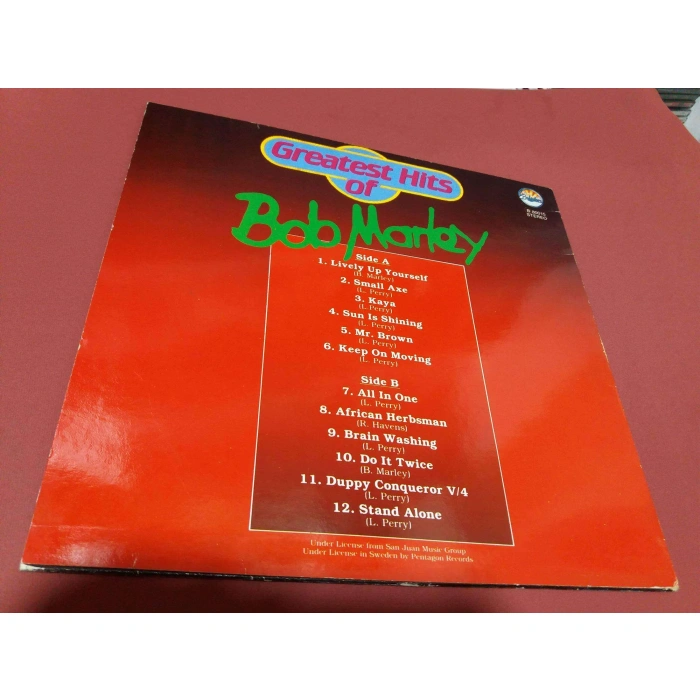 Greatest Hits
of
Bob Marley
STEREO
Side A
1. Lively Up Yourself
(B. Marley)
2. Small Axe
(L. Perry)
3. Kaya
(L. Perry)
4. Sun Is Shining
(L. Perry)
5. Mr. Brown
(L. Perry)
6. Keep On Moving
(L. Perry)
Side B
7. All In One
(L. Perry)
8. African Herbsman
(R. Havens)
9. Brain Washing
(L. Perry)
10. Do It Twice
(B. Marley)
11. Duppy Conqueror V/4
(L. Perry)
12. Stand Alone
(L. Perry)
Under License from San Juan Music Group
Under License in Sweden by Pentagon Records